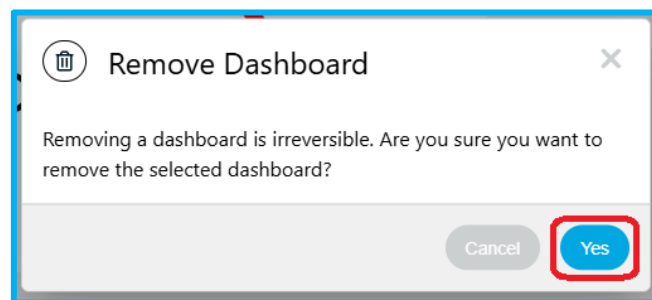 Remove Dashboard
Removing a dashboard is irreversible. Are you sure you want to
remove the selected dashboard?
Cancel
Yes